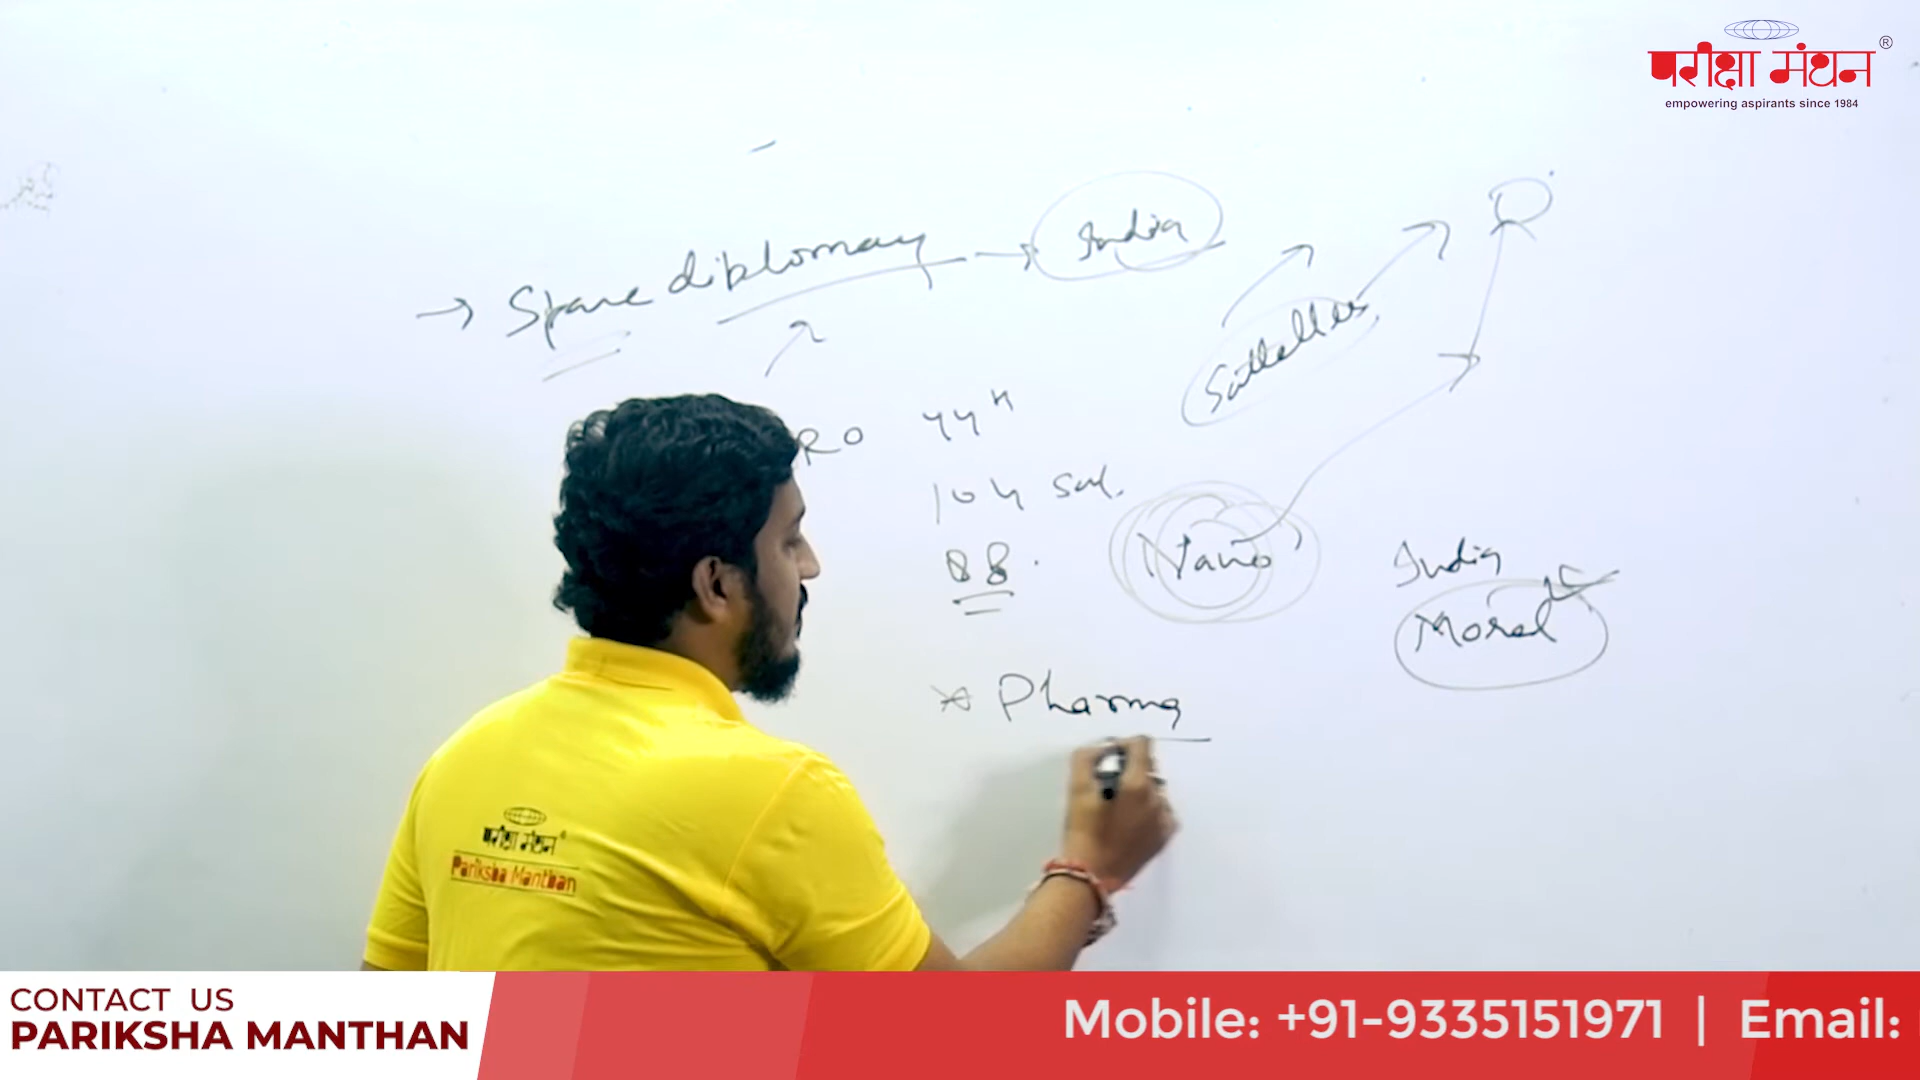 परीक्षा मंथन ®
empowering aspirants since 1984
→ Space diplomacy → India
Satellites
RO 44"
104 Sat.
88.
Nano
India
Moral
* Pharma
परीक्षा मंथन
Pariksha Manthan
CONTACT US
PARIKSHA MANTHAN
Mobile: +91-9335151971 | Email: